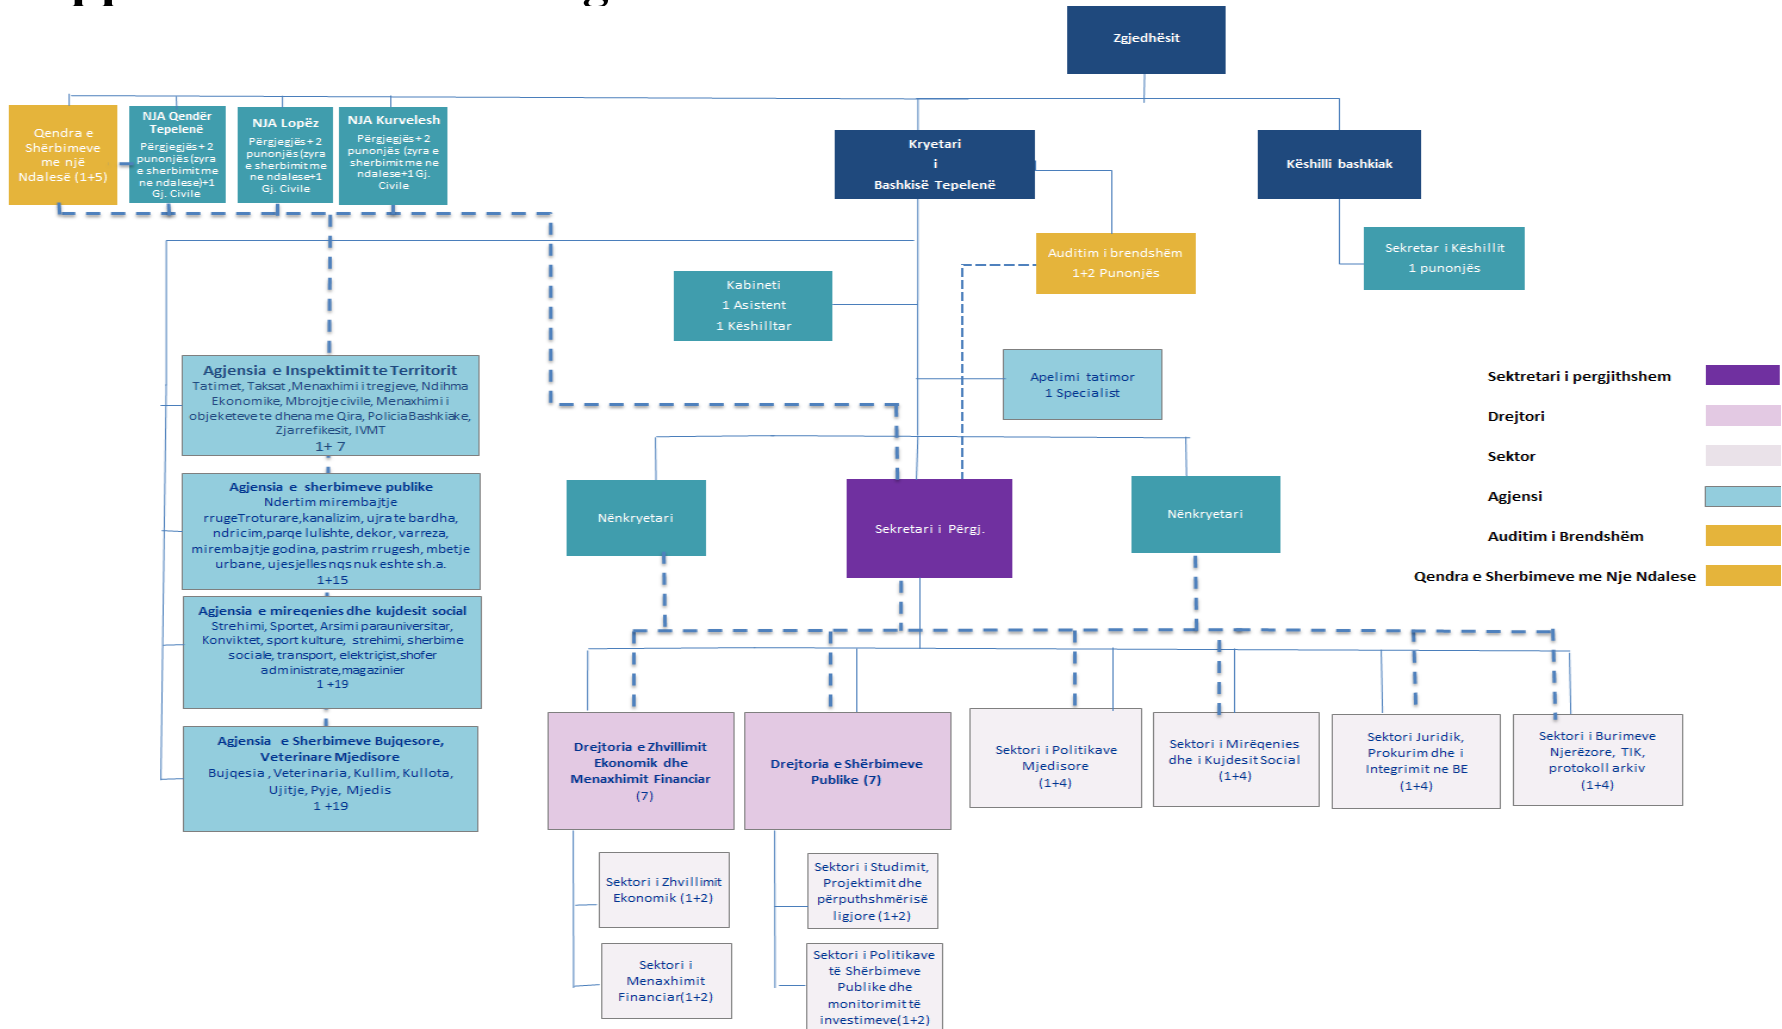 Zgjedhësit
Qendra e
Shërbimeve
me një
Ndalesë (1+5)
NJA Qendër
Tepelenë
Përgjegjës+ 2
punonjës (zyra
e sherbimit me
ne ndalese)+1
Gj. Civile
NJA Lopëz
Përgjegjës+ 2
punonjës (zyra
e sherbimit me
ne ndalese+1
Gj. Civile
NJA Kurvelesh
Përgjegjës+ 2
punonjës (zyra e
sherbimit me ne
ndalese+1 Gj.
Civile
Kryetari
i
Bashkisë Tepelenë
Këshilli bashkiak
Auditim i brendshëm
1+2 Punonjës
Sekretar i Këshillit
1 punonjës
Kabineti
1 Asistent
1 Këshilltar
Apelimi tatimor
1 Specialist
Agjensia e Inspektimit te Territorit
Tatimet, Taksat ,Menaxhimi i tregjeve, Ndihma
Ekonomike, Mbrojtje civile, Menaxhimi i
objeketeve te dhena me Qira, Policia Bashkiake,
Zjarrefikesit, IVMT
1+ 7
Agjensia e sherbimeve publike
Ndertim mirembajtje
rrugeTroturare,kanalizim, ujra te bardha,
ndricim,parqe lulishte, dekor, varreza,
mirembajtje godina, pastrim rrugesh, mbetje
urbane, ujesjelles nqs nuk eshte sh.a.
1+15
Agjensia e mireqenies dhe kujdesit social
Strehimi, Sportet, Arsimi parauniversitar,
Konviktet, sport kulture, strehimi, sherbime
sociale, transport, elektriçist,shofer
administrate,magazinier
1 +19
Agjensia e Sherbimeve Bujqesore,
Veterinare Mjedisore
Bujqesia , Veterinaria, Kullim, Kullota,
Ujitje, Pyje, Mjedis
1 +19
Nënkryetari
Sekretari i Përgj.
Nënkryetari
Sektretari i pergjithshem
Drejtori
Sektor
Agjensi
Auditim i Brendshëm
Qendra e Sherbimeve me Nje Ndalese
Drejtoria e Zhvillimit
Ekonomik dhe
Menaxhimit Financiar
(7)
Drejtoria e Shërbimeve
Publike (7)
Sektori i Politikave
Mjedisore
(1+4)
Sektori i Mirëqenies
dhe i Kujdesit Social
(1+4)
Sektori Juridik,
Prokurim dhe i
Integrimit ne BE
(1+4)
Sektori i Burimeve
Njerëzore, TIK,
protokoll arkiv
(1+4)
Sektori i Zhvillimit
Ekonomik (1+2)
Sektori i
Menaxhimit
Financiar(1+2)
Sektori i Studimit,
Projektimit dhe
përputhshmërisë
ligjore (1+2)
Sektori i Politikave
të Shërbimeve
Publike dhe
monitorimit të
investimeve(1+2)